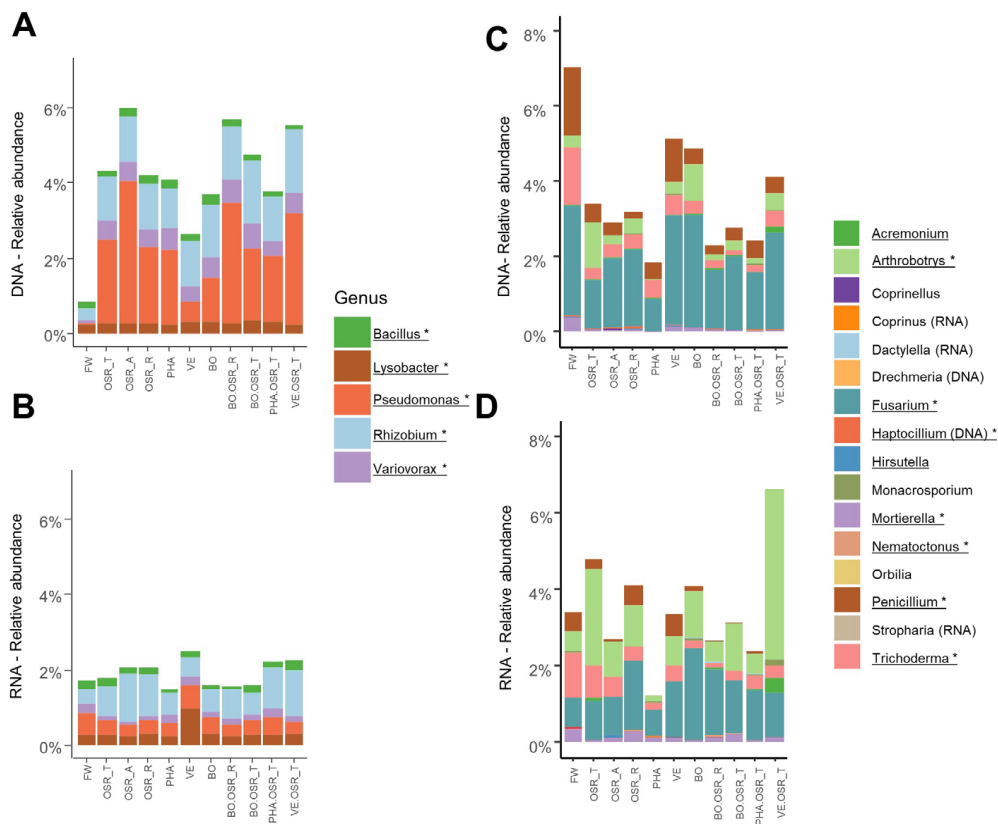 A
DNA - Relative abundance
6%
4%
2%
0%
FW
OSR_T
OSR_A
OSR_R
PHA
VE
BO
BO.OSR_R
BO.OSR_T
PHA.OSR_T
VE.OSR_T
B
RNA - Relative abundance
6%
4%
2%
0%
FW
OSR_T
OSR_A
OSR_R
PHA
VE
BO
BO.OSR_R
BO.OSR_T
PHA.OSR_T
VE.OSR_T
Genus
Bacillus *
Lysobacter *
Pseudomonas *
Rhizobium *
Variovorax *
C
DNA- Relative abundance
8%
6%
4%
2%
0%
FW
OSR_T
OSR_A
OSR_R
PHA
VE
BO
BO.OSR_R
BO.OSR_T
PHA.OSR_T
VE.OSR_T
D
RNA - Relative abundance
8%
6%
4%
2%
0%
FW
OSR_T
OSR_A
OSR_R
PHA
VE
BO
BO.OSR_R
BO.OSR_T
PHA.OSR_T
VE.OSR_T
Acremonium
Arthrobotrys *
Coprinellus
Coprinus (RNA)
Dactylella (RNA)
Drechmeria (DNA)
Fusarium *
Haptocillium (DNA) *
Hirsutella
Monacrosporium
Mortierella *
Nematoctonus *
Orbilia
Penicillium *
Stropharia (RNA)
Trichoderma *